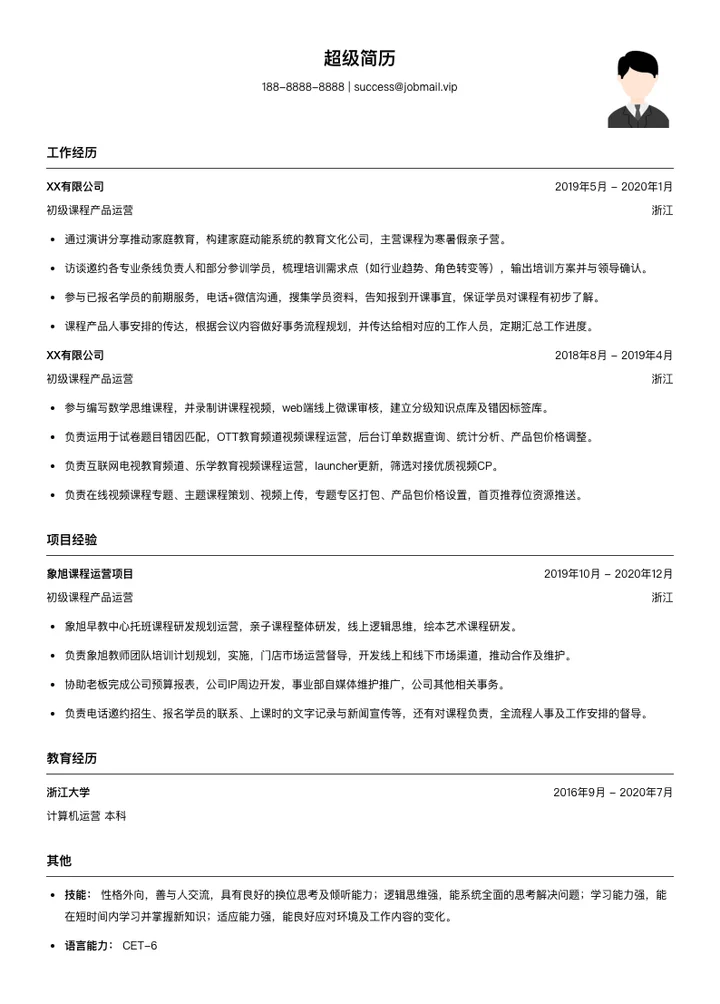 超级简历
188-8888-8888 | success@jobmail.vip
工作经历
XX有限公司 2019年5月 – 2020年1月
初级课程产品运营 浙江
• 通过演讲分享推动家庭教育，构建家庭动能系统的教育文化公司，主营课程为寒暑假亲子营。
• 访谈邀约各专业条线负责人和部分参训学员，梳理培训需求点（如行业趋势、角色转变等），输出培训方案并与领导确认。
• 参与已报名学员的前期服务，电话+微信沟通，搜集学员资料，告知报到开课事宜，保证学员对课程有初步了解。
• 课程产品人事安排的传达，根据会议内容做好事务流程规划，并传达给相对应的工作人员，定期汇总工作进度。
XX有限公司 2018年8月 – 2019年4月
初级课程产品运营 浙江
• 参与编写数学思维课程，并录制讲课程视频，web端线上微课审核，建立分级知识点库及错因标签库。
• 负责运用于试卷题目错因匹配，OTT教育频道视频课程运营，后台订单数据查询、统计分析、产品包价格调整。
• 负责互联网电视教育频道、乐学教育视频课程运营，launcher更新，筛选对接优质视频CP。
• 负责在线视频课程专题、主题课程策划、视频上传，专题专区打包、产品包价格设置，首页推荐位资源推送。
项目经验
象旭课程运营项目 2019年10月 – 2020年12月
初级课程产品运营 浙江
• 象旭早教中心托班课程研发规划运营，亲子课程整体研发，线上逻辑思维，绘本艺术课程研发。
• 负责象旭教师团队培训计划规划，实施，门店市场运营督导，开发线上和线下市场渠道，推动合作及维护。
• 协助老板完成公司预算报表，公司IP周边开发，事业部自媒体维护推广，公司其他相关事务。
• 负责电话邀约招生、报名学员的联系、上课时的文字记录与新闻宣传等，还有对课程负责，全流程人事及工作安排的督导。
教育经历
浙江大学 2016年9月 – 2020年7月
计算机运营 本科
其他
• 技能： 性格外向，善与人交流，具有良好的换位思考及倾听能力；逻辑思维强，能系统全面的思考解决问题；学习能力强，能
在短时间内学习并掌握新知识；适应能力强，能良好应对环境及工作内容的变化。
• 语言能力： CET-6